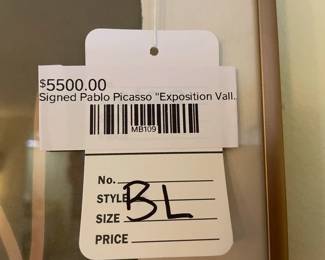 $5500.00
Signed Pablo Picasso "Exposition Vall.
MB109
No.
STYLE
SIZE BL
PRICE